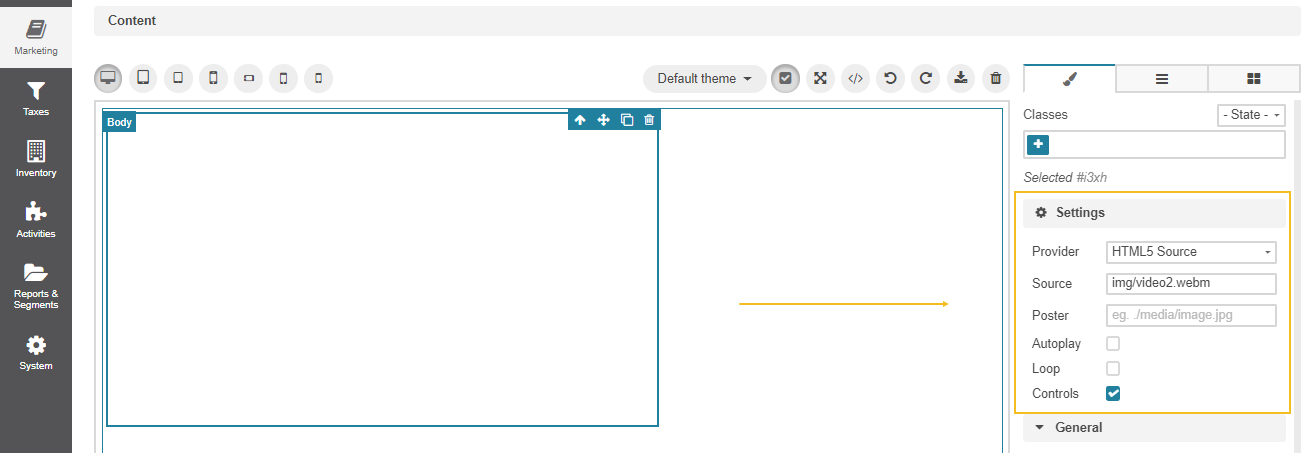 Content
Marketing
Taxes
Inventory
Activities
Reports &
Segments
System
Default theme
</>
Body
Classes
- State -
Selected #i3xh
Settings
Provider
HTML5 Source
Source
img/video2.webm
Poster
eg. ./media/image.jpg
Autoplay
Loop
Controls
General